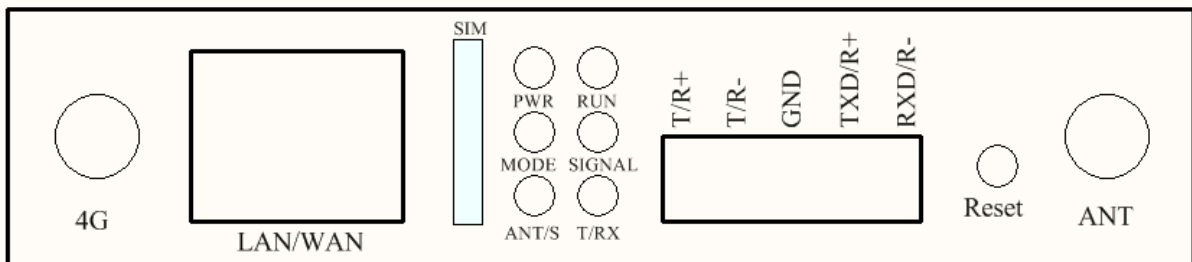 SIM
PWR RUN
MODE SIGNAL
ANT/S T/RX
4G
LAN/WAN
T/R+
T/R-
GND
TXD/R+
RXD/R-
Reset
ANT